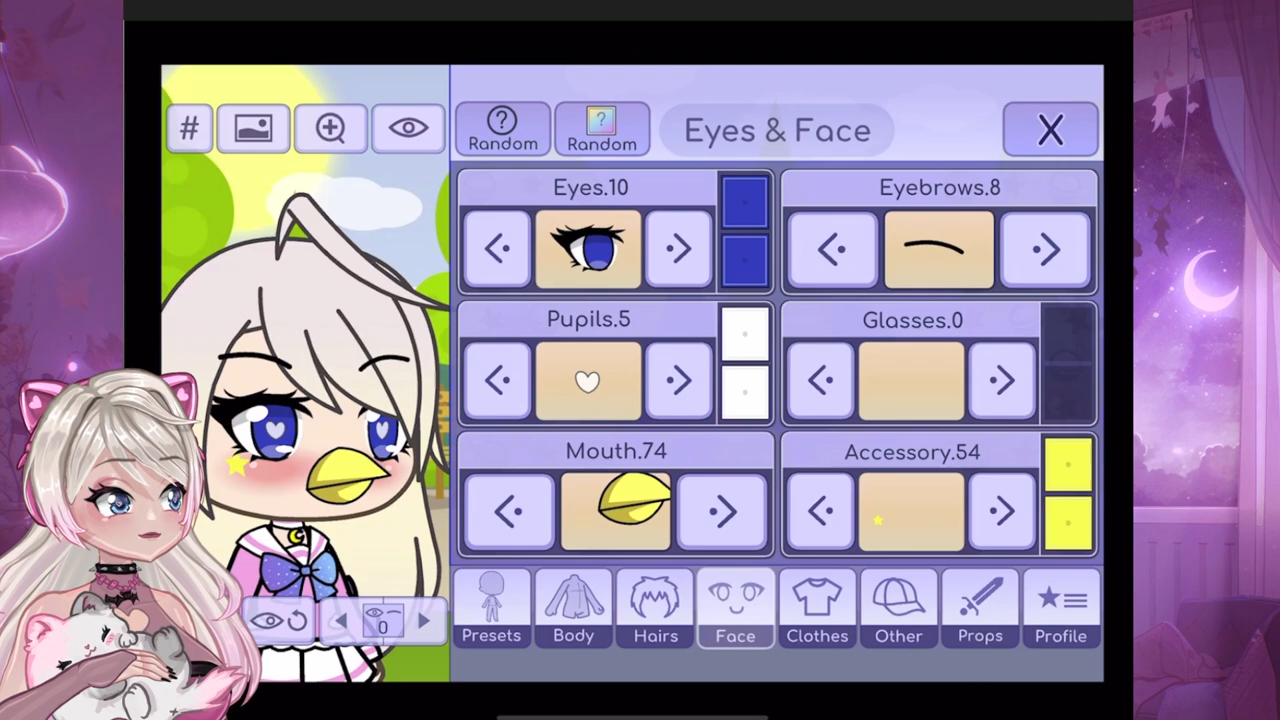 #
?
Random
?
Random
Eyes & Face
X
Eyes.10
Eyebrows.8
Pupils.5
Glasses.0
Mouth.74
Accessory.54
0
Presets
Body
Hairs
Face
Clothes
Other
Props
Profile